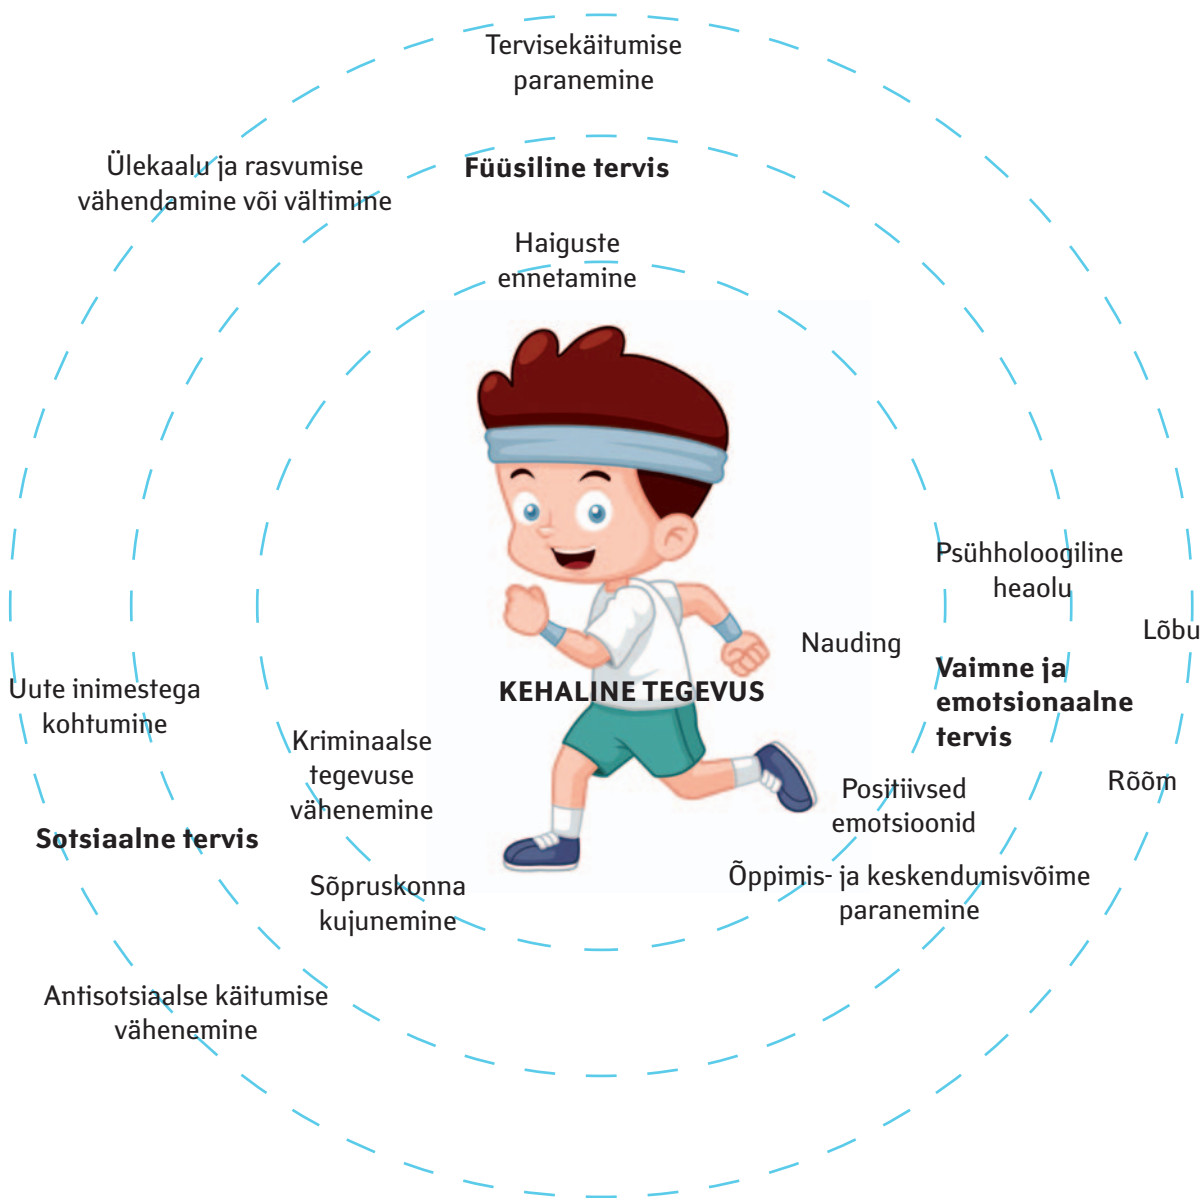 Tervisekäitumise
paranemine
Ülekaalu ja rasvumise
vähendamine või vältimine
Füüsiline tervis
Haiguste
ennetamine
Psühholoogiline
heaolu
Lõbu
Nauding
Vaimne ja
emotsionaalne
tervis
KEHALINE TEGEVUS
Uute inimestega
kohtumine
Kriminaalse
tegevuse
vähenemine
Rõõm
Positiivsed
emotsioonid
Sotsiaalne tervis
Sõpruskonna
kujunemine
Õppimis- ja keskendumisvõime
paranemine
Antisotsiaalse käitumise
vähenemine